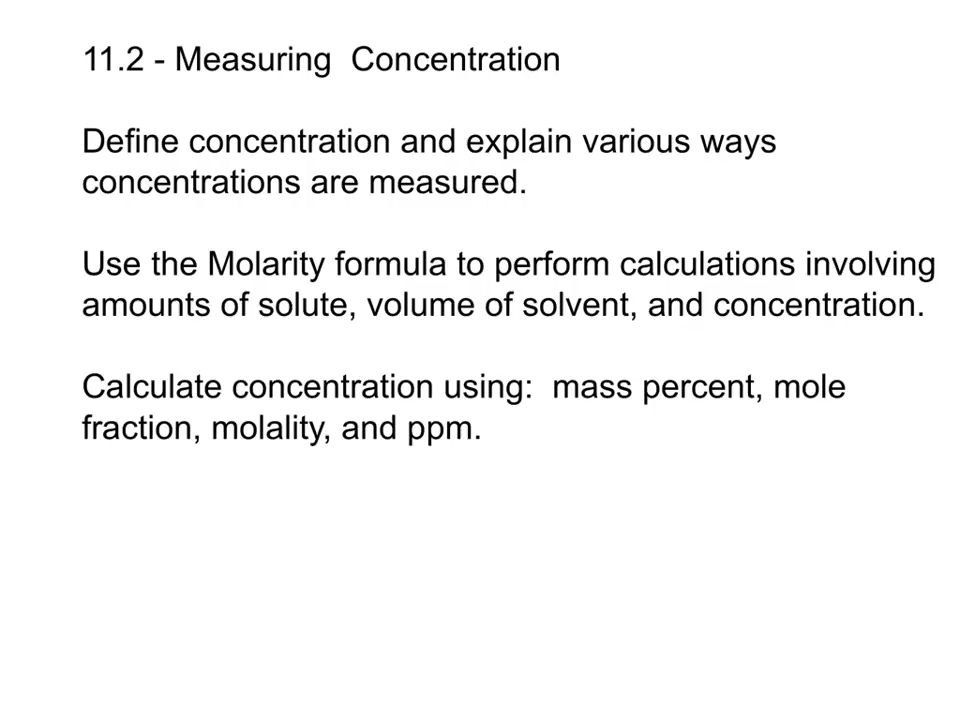 11.2 - Measuring  Concentration
Define concentration and explain various ways
concentrations are measured.
Use the Molarity formula to perform calculations involving
amounts of solute, volume of solvent, and concentration.
Calculate concentration using:  mass percent, mole
fraction, molality, and ppm.